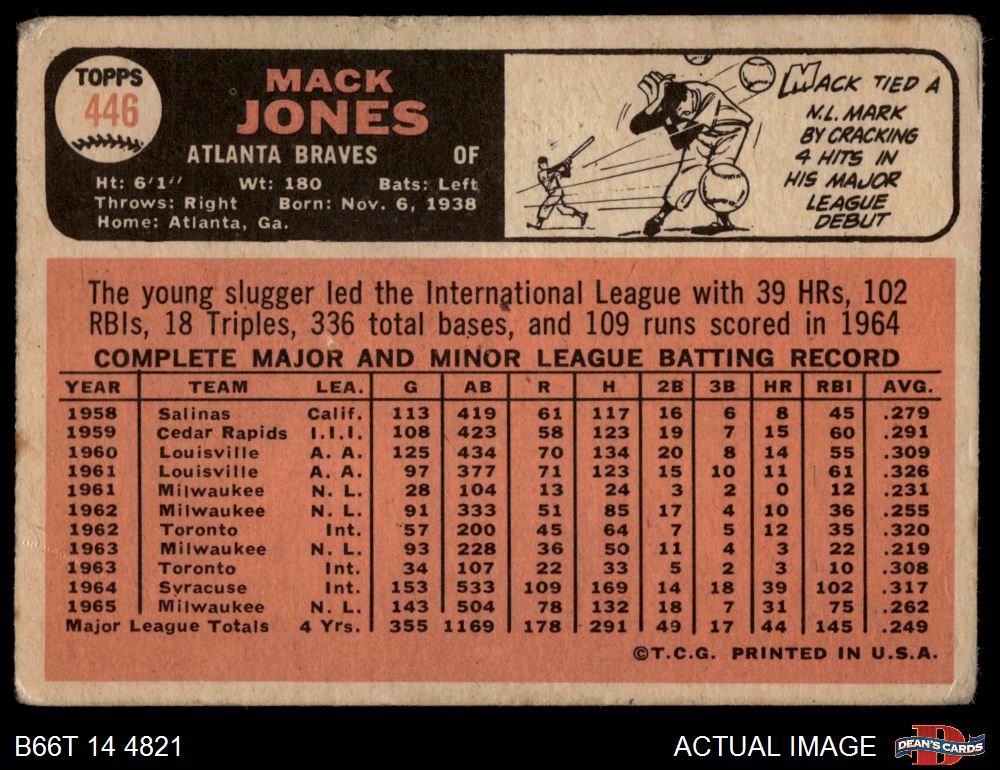 TOPPS
446
MACK
JONES
ATLANTA BRAVES OF
Ht: 6'1" Wt: 180 Bats: Left
Throws: Right Born: Nov. 6, 1938
Home: Atlanta, Ga.
MACK TIED A
N.L. MARK
BY CRACKING
4 HITS IN
HIS MAJOR
LEAGUE
DEBUT
The young slugger led the International League with 39 HRs, 102
RBIs, 18 Triples, 336 total bases, and 109 runs scored in 1964
COMPLETE MAJOR AND MINOR LEAGUE BATTING RECORD
YEAR TEAM LEA. G AB R H 2B 3B HR RBI AVG.
1958 Salinas Calif. 113 419 61 117 16 6 8 45 .279
1959 Cedar Rapids I.I.I. 108 423 58 123 19 7 15 60 .291
1960 Louisville A. A. 125 434 70 134 20 8 14 55 .309
1961 Louisville A. A. 97 377 71 123 15 10 11 61 .326
1961 Milwaukee N. L. 28 104 13 24 3 2 0 12 .231
1962 Milwaukee N. L. 91 333 51 85 17 4 10 36 .255
1962 Toronto Int. 57 200 45 64 7 5 12 35 .320
1963 Milwaukee N. L. 93 228 36 50 11 4 3 22 .219
1963 Toronto Int. 34 107 22 33 5 2 3 10 .308
1964 Syracuse Int. 153 533 109 169 14 18 39 102 .317
1965 Milwaukee N. L. 143 504 78 132 18 7 31 75 .262
Major League Totals 4 Yrs. 355 1169 178 291 49 17 44 145 .249
©T.C.G. PRINTED IN U.S.A.
B66T 14 4821 ACTUAL IMAGE D DEAN'S CARDS